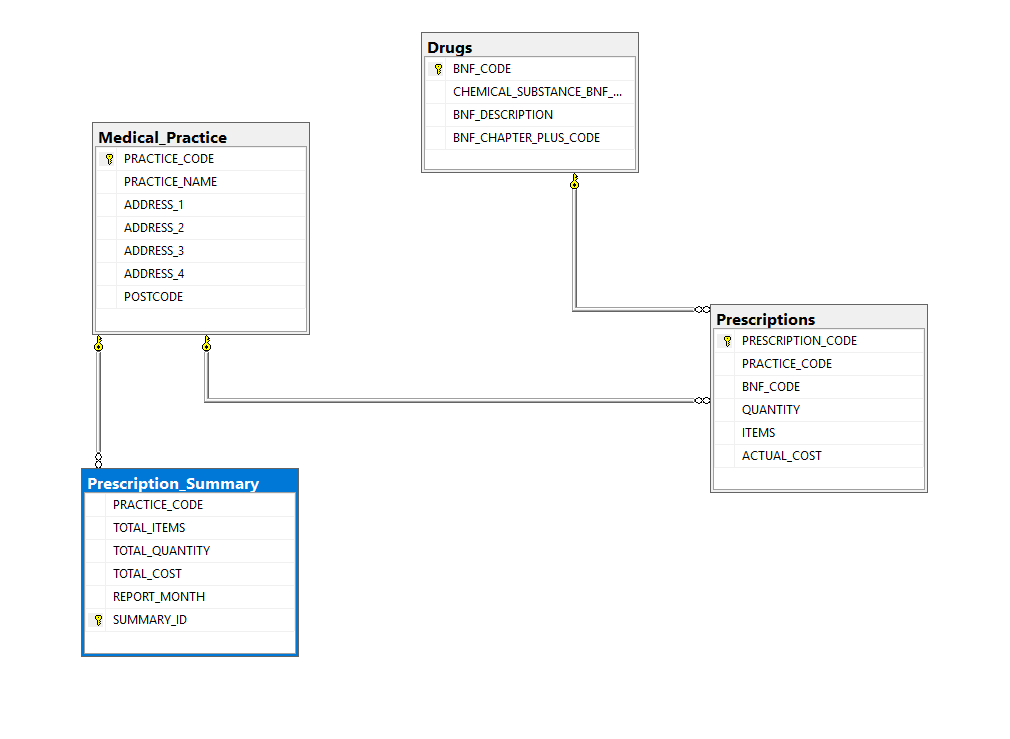 Drugs
BNF_CODE
CHEMICAL_SUBSTANCE_BNF_...
BNF_DESCRIPTION
BNF_CHAPTER_PLUS_CODE
Medical_Practice
PRACTICE_CODE
PRACTICE_NAME
ADDRESS_1
ADDRESS_2
ADDRESS_3
ADDRESS_4
POSTCODE
Prescriptions
PRESCRIPTION_CODE
PRACTICE_CODE
BNF_CODE
QUANTITY
ITEMS
ACTUAL_COST
Prescription_Summary
PRACTICE_CODE
TOTAL_ITEMS
TOTAL_QUANTITY
TOTAL_COST
REPORT_MONTH
SUMMARY_ID